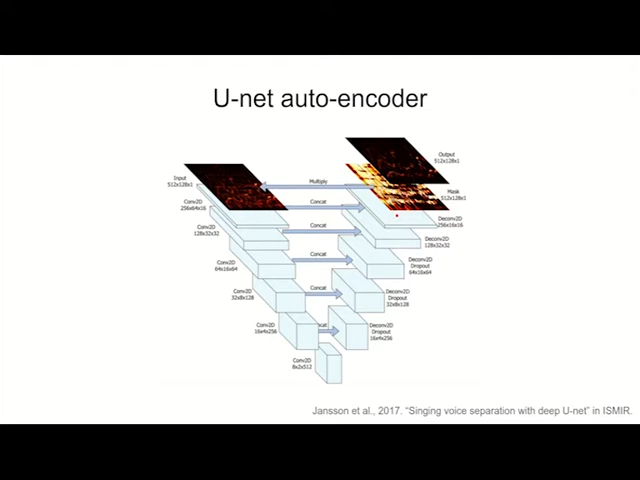 U-net auto-encoder
Output
512x128x1
Input
512x128x1
Multiply
Mask
512x128x1
Conv2D
256x64x16
Concat
Deconv2D
256x16x16
Conv2D
128x32x32
Concat
Deconv2D
128x32x32
Conv2D
64x16x64
Concat
Deconv2D
Dropout
64x16x64
Conv2D
32x8x128
Concat
Deconv2D
Dropout
32x8x128
Conv2D
16x4x256
cat
Deconv2D
Dropout
16x4x256
Conv2D
8x2x512
Jansson et al., 2017. “Singing voice separation with deep U-net” in ISMIR.